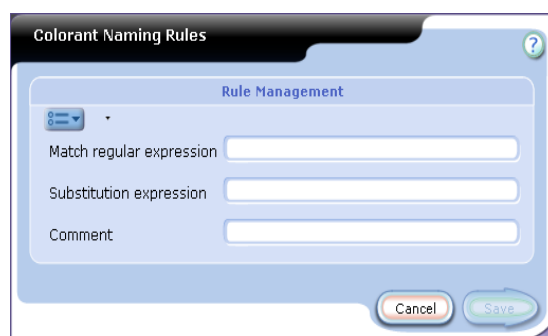 Colorant Naming Rules
?
Rule Management
Match regular expression
Substitution expression
Comment
Cancel
Save